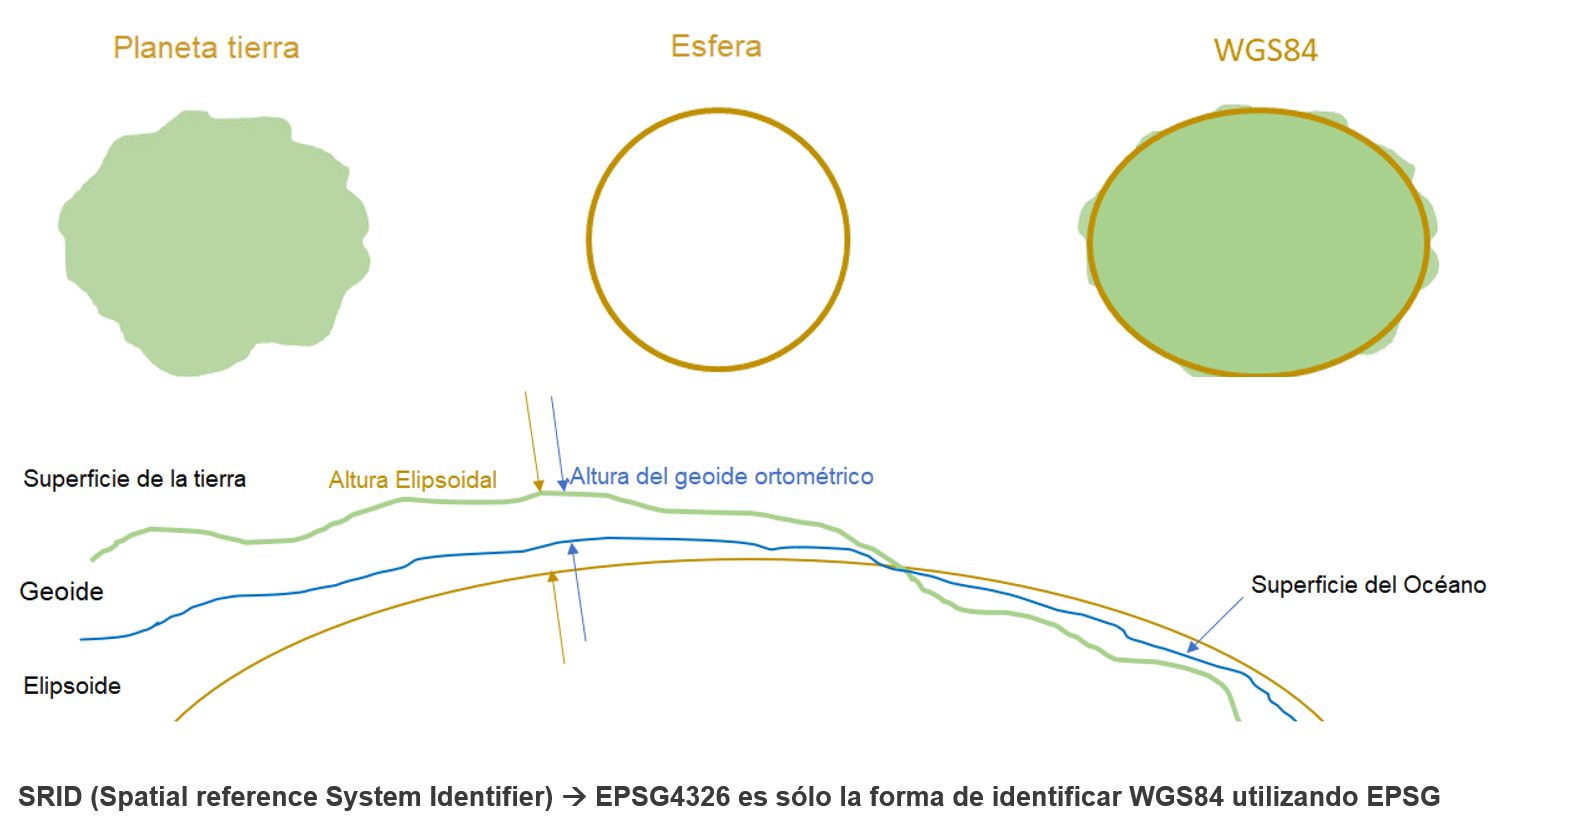 Planeta tierra
Esfera
WGS84
Superficie de la tierra
Altura Elipsoidal
Altura del geoide ortométrico
Geoide
Superficie del Océano
Elipsoide
SRID (Spatial reference System Identifier) → EPSG4326 es sólo la forma de identificar WGS84 utilizando EPSG